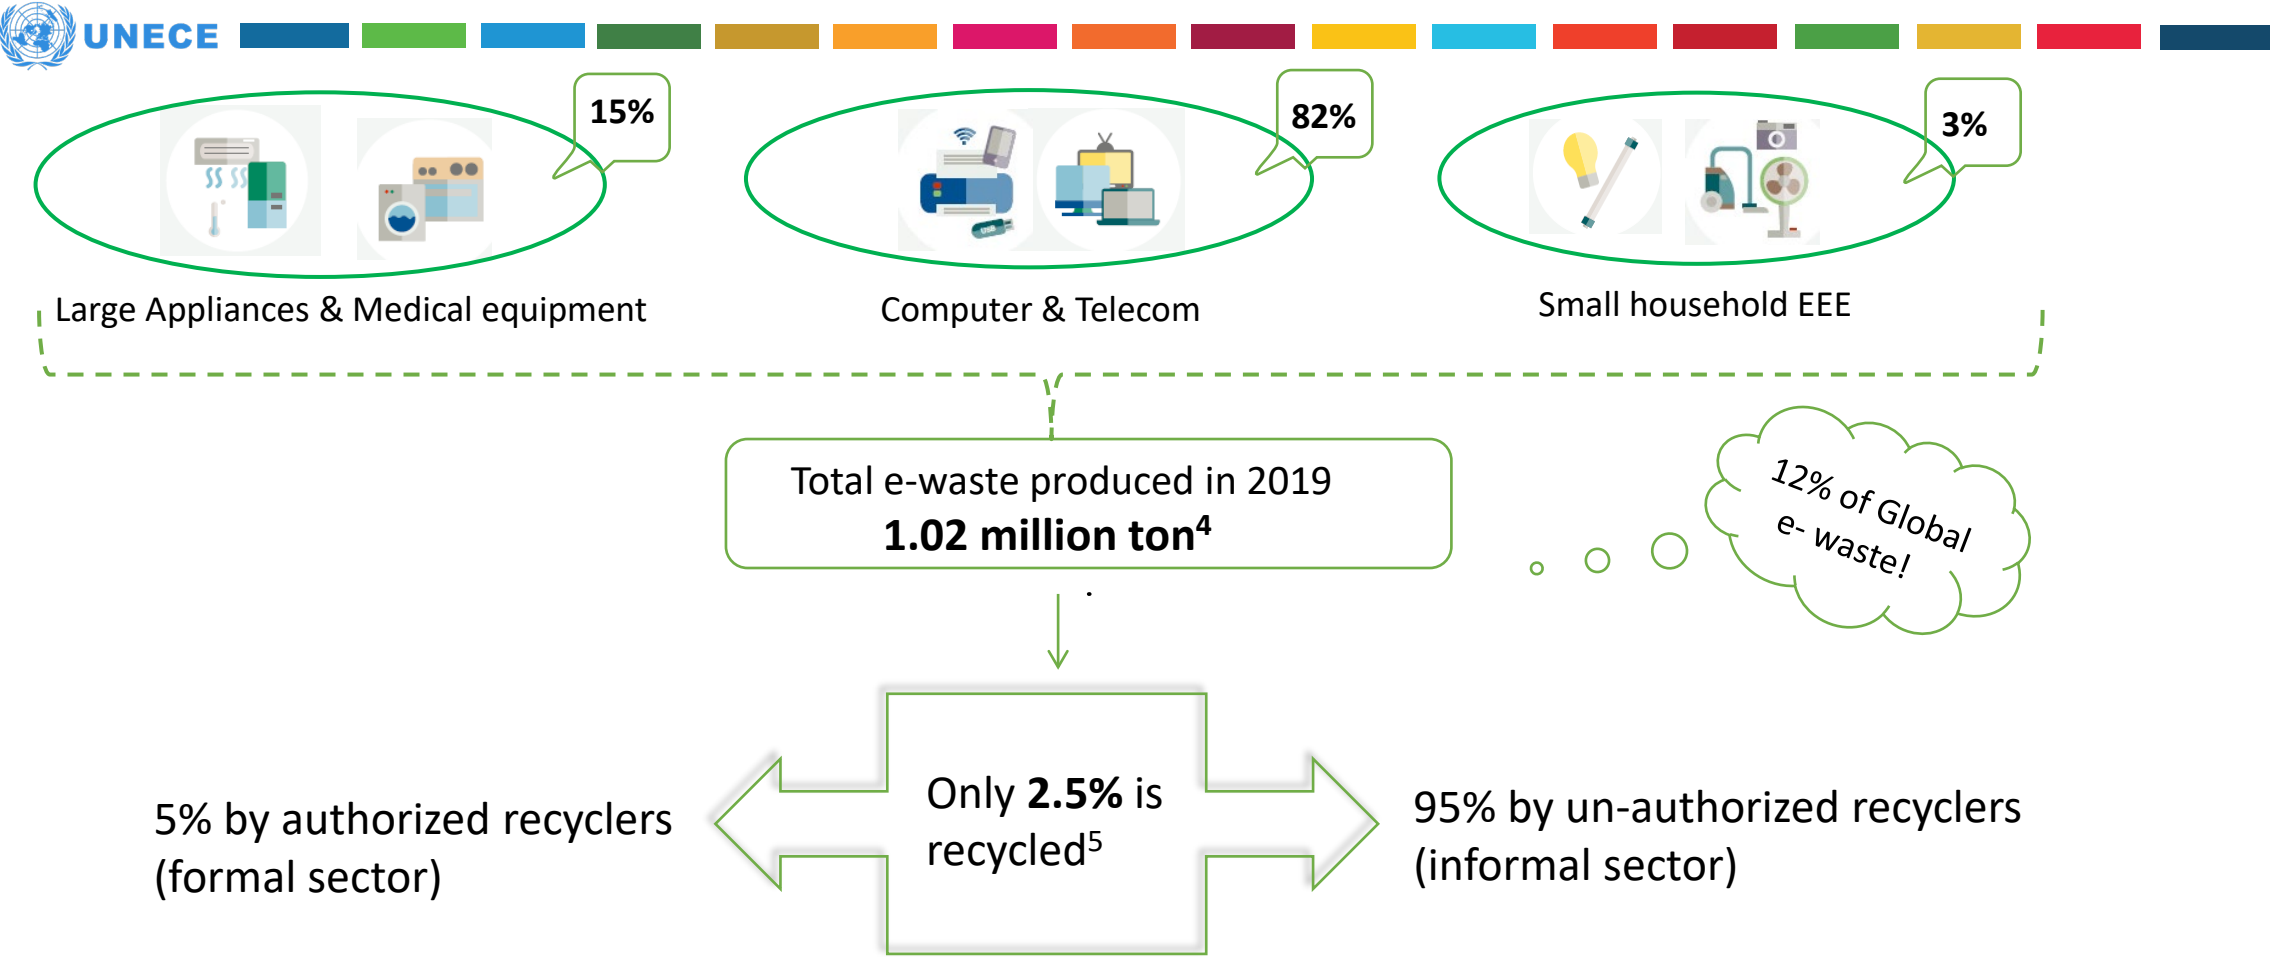 UNECE
15%
82%
3%
USB
Large Appliances & Medical equipment
Computer & Telecom
Small household EEE
Total e-waste produced in 2019
1.02 million ton⁴
12% of Global
e- waste!
.
Only 2.5% is
recycled⁵
5% by authorized recyclers
(formal sector)
95% by un-authorized recyclers
(informal sector)